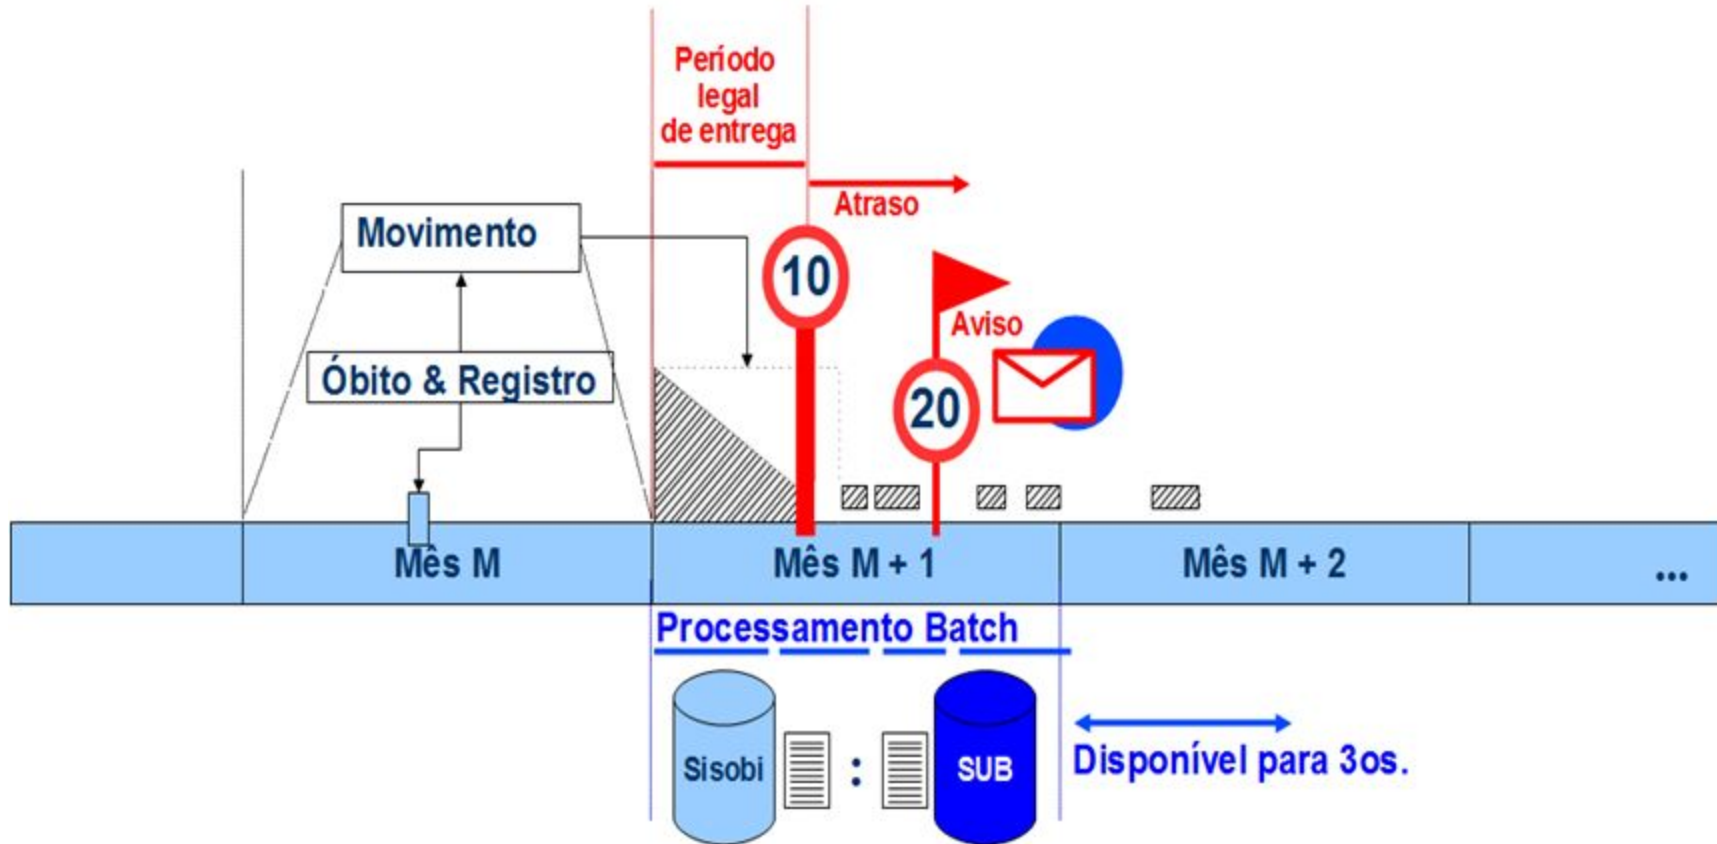 Período
legal
de entrega
Atraso
Movimento
10
Aviso
Óbito & Registro
20
Mês M
Mês M + 1
Mês M + 2
...
Processamento Batch
Sisobi
:
SUB
Disponível para 3os.